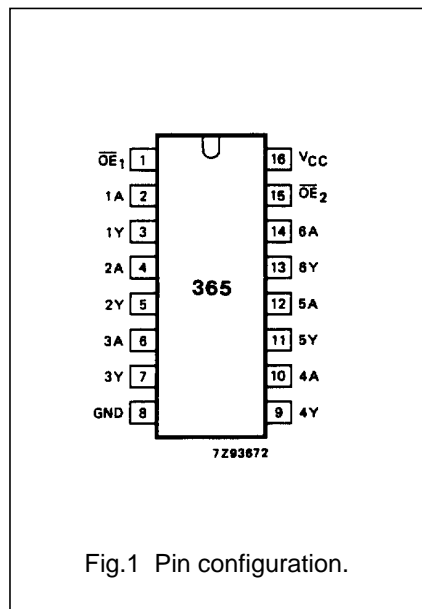 OE1 1 16 VCC
1A 2 15 OE2
1Y 3 14 6A
2A 4 13 6Y
365
2Y 5 12 5A
3A 6 11 5Y
3Y 7 10 4A
GND 8 9 4Y
7Z93672
Fig.1 Pin configuration.